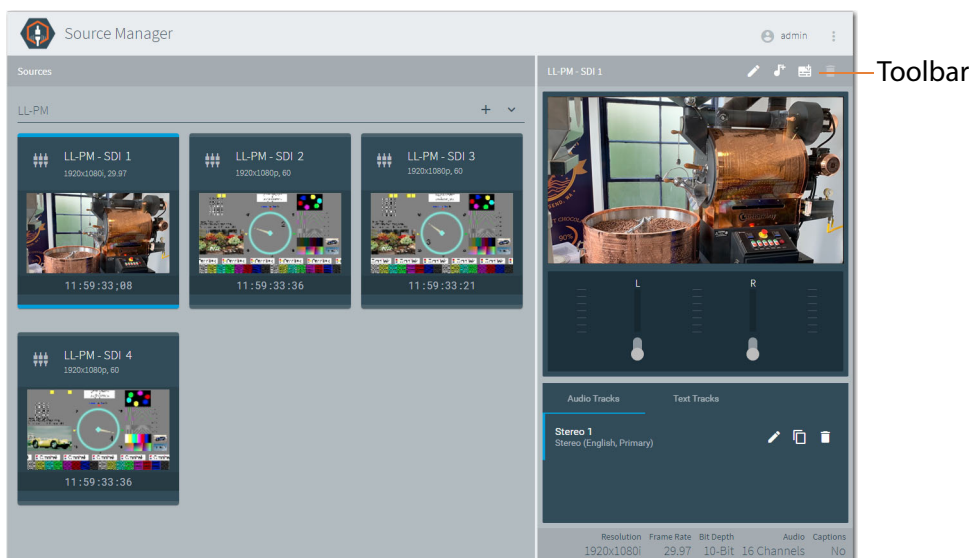 Source Manager
admin
Sources
LL-PM - SDI 1
Toolbar
LL-PM
LL-PM - SDI 1
1920x1080i, 29.97
11:59:33;08
LL-PM - SDI 2
1920x1080p, 60
11:59:33:36
LL-PM - SDI 3
1920x1080p, 60
11:59:33:21
LL-PM - SDI 4
1920x1080p, 60
11:59:33:36
90%
L
R
Audio Tracks
Text Tracks
Stereo 1
Stereo (English, Primary)
Resolution Frame Rate Bit Depth Audio Captions
1920x1080i 29.97 10-Bit 16 Channels No